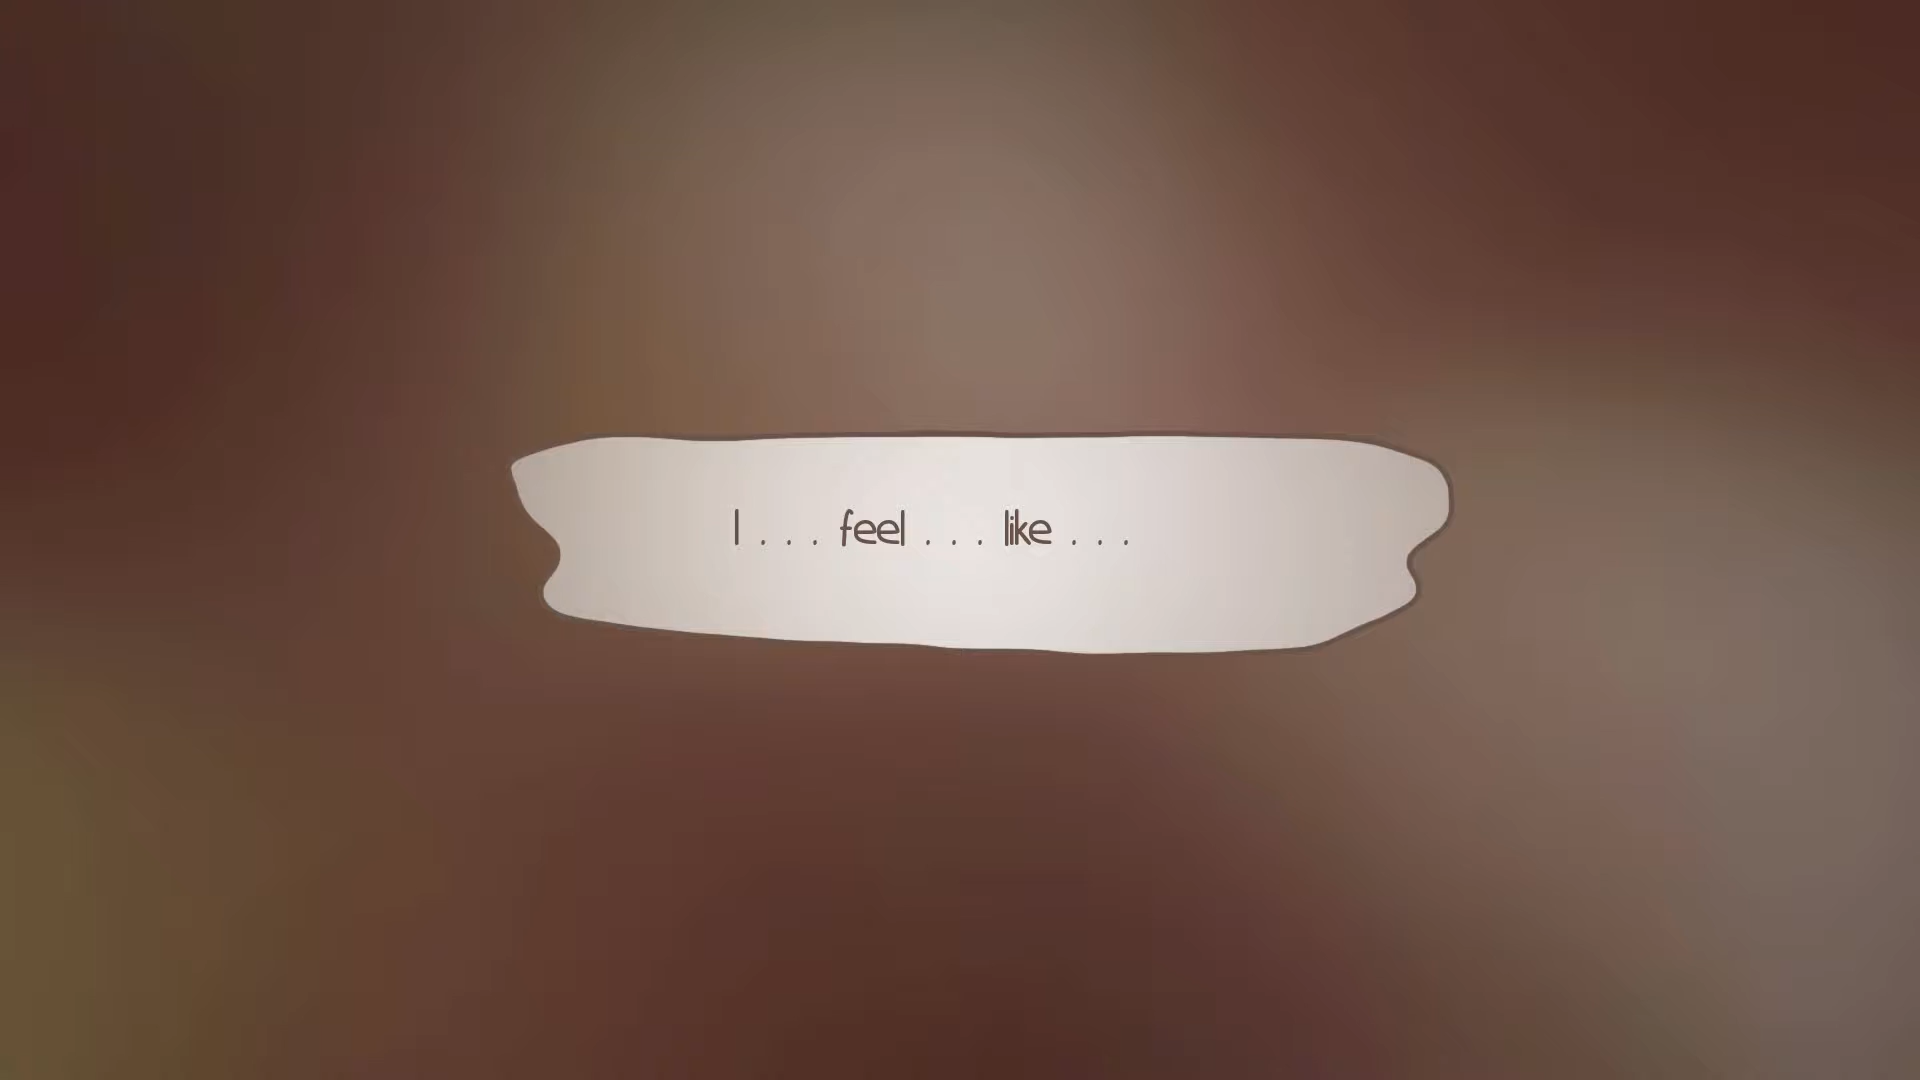 I . . . feel . . . like . . .